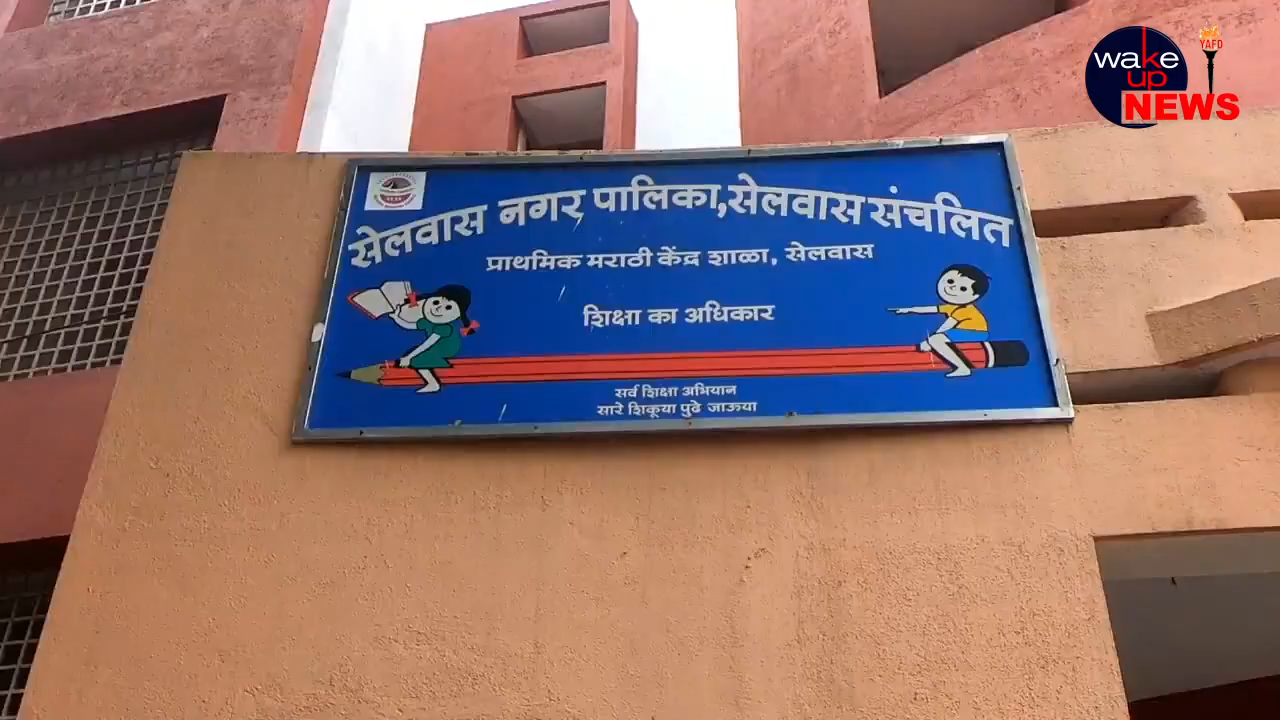 wake up NEWS
YAFD
सेलवास नगर पालिका,सेलवास संचलित
प्राथमिक मराठी केंद्र शाळा, सेलवास
शिक्षा का अधिकार
सर्व शिक्षा अभियान
सारे शिकूया पुढे जाऊया